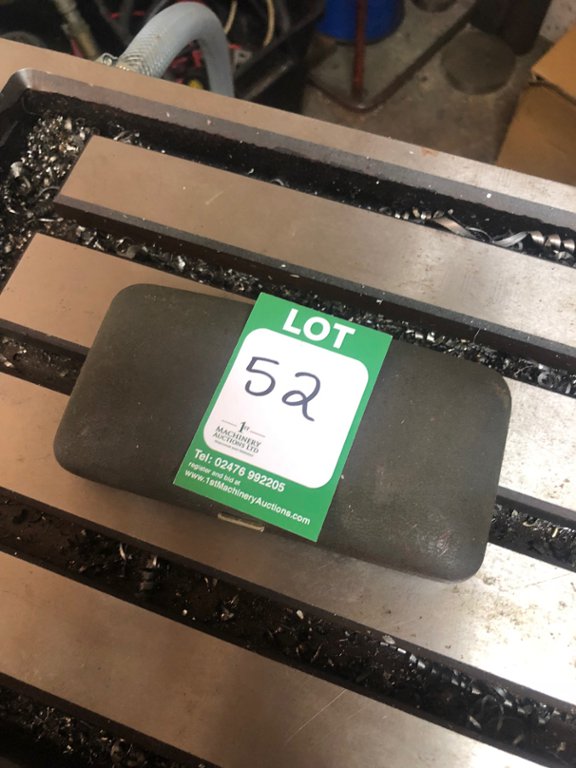 LOT
52
1ST
MACHINERY
AUCTIONS LTD
Tel: 02476 992205
register and bid at
www.1stMachineryAuctions.com